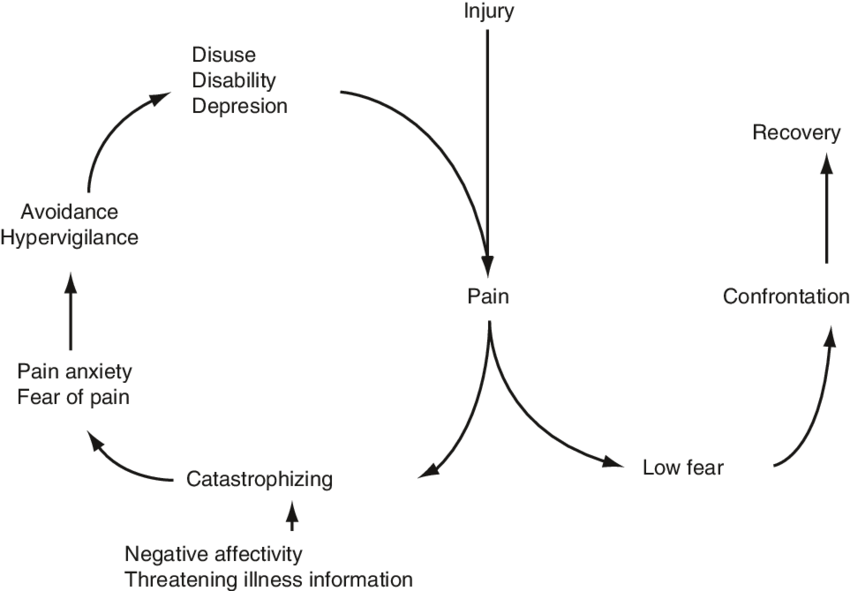 Injury
Disuse
Disability
Depresion
Recovery
Avoidance
Hypervigilance
Pain
Confrontation
Pain anxiety
Fear of pain
Low fear
Catastrophizing
Negative affectivity
Threatening illness information